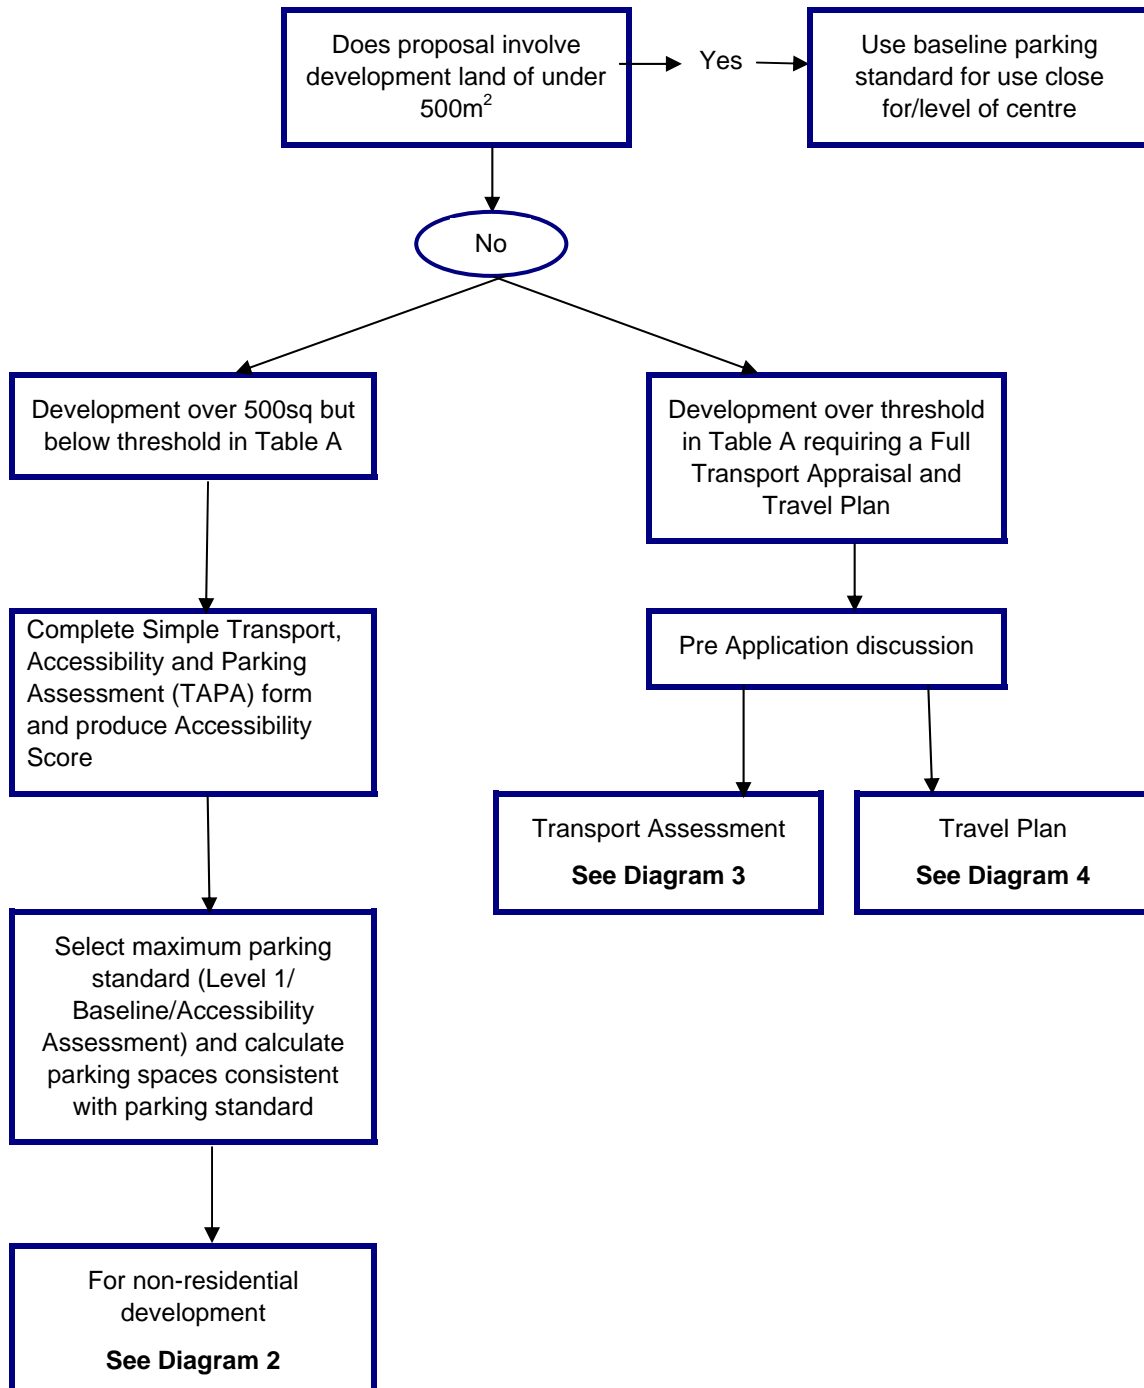 Does proposal involve
development land of under
500m²
Yes
Use baseline parking
standard for use close
for/level of centre
No
Development over 500sq but
below threshold in Table A
Development over threshold
in Table A requiring a Full
Transport Appraisal and
Travel Plan
Complete Simple Transport,
Accessibility and Parking
Assessment (TAPA) form
and produce Accessibility
Score
Pre Application discussion
Transport Assessment
See Diagram 3
Travel Plan
See Diagram 4
Select maximum parking
standard (Level 1/
Baseline/Accessibility
Assessment) and calculate
parking spaces consistent
with parking standard
For non-residential
development
See Diagram 2